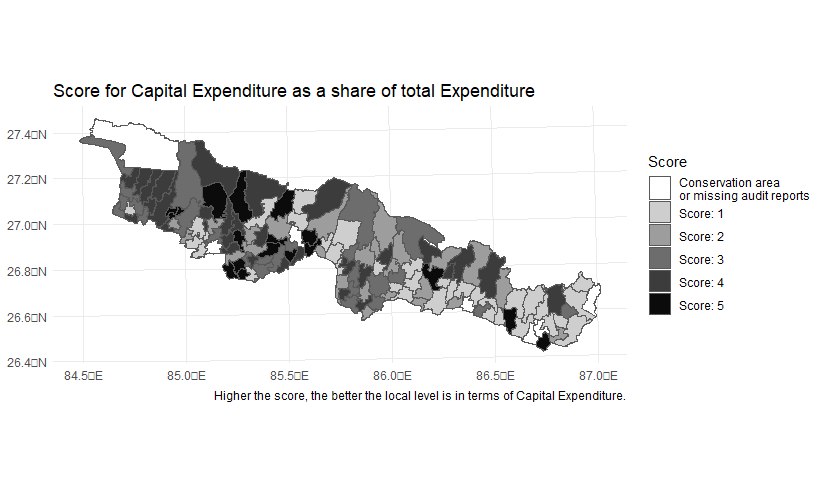 Score for Capital Expenditure as a share of total Expenditure
27.4□N
27.2□N
27.0□N
26.8□N
26.6□N
26.4□N
84.5□E
85.0□E
85.5□E
86.0□E
86.5□E
87.0□E
Higher the score, the better the local level is in terms of Capital Expenditure.
Score
Conservation area
or missing audit reports
Score: 1
Score: 2
Score: 3
Score: 4
Score: 5